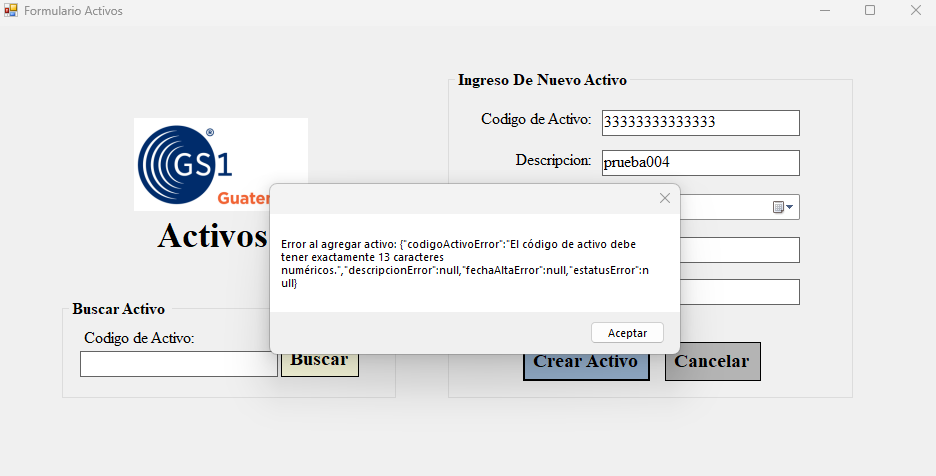 Formulario Activos
Ingreso De Nuevo Activo
Codigo de Activo:
33333333333333
Descripcion:
prueba004
GS1
®
Activos
Error al agregar activo: {"codigoActivoError":"El código de activo debe
tener exactamente 13 caracteres
numéricos.","descripcionError":null,"fechaAltaError":null,"estatusError":n
ull}
Aceptar
Buscar Activo
Codigo de Activo:
Buscar
Crear Activo
Cancelar